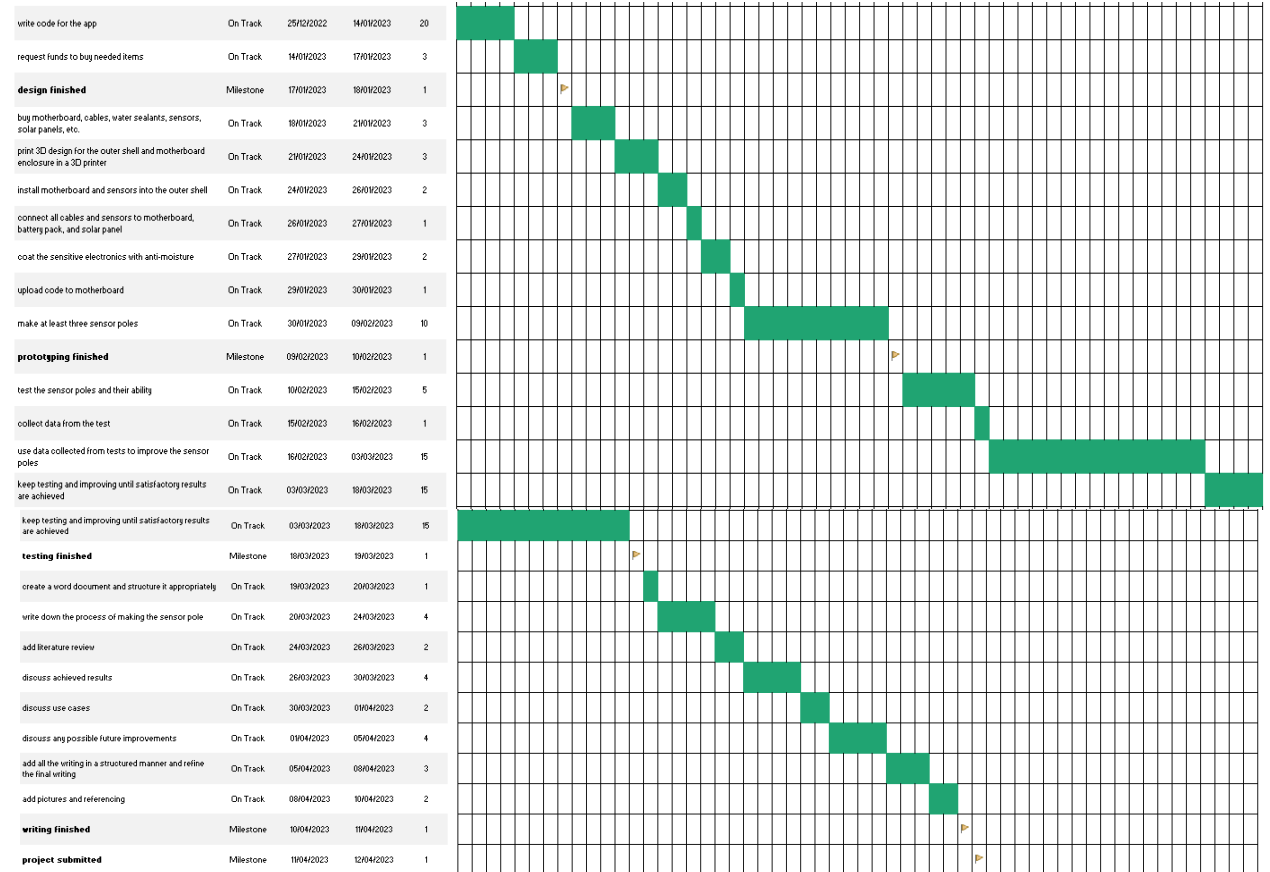 write code for the app On Track 25/12/2022 14/01/2023 20
request funds to buy needed items On Track 14/01/2023 17/01/2023 3
design finished Milestone 17/01/2023 18/01/2023 1
buy motherboard, cables, water sealants, sensors,
solar panels, etc. On Track 18/01/2023 21/01/2023 3
print 3D design for the outer shell and motherboard
enclosure in a 3D printer On Track 21/01/2023 24/01/2023 3
install motherboard and sensors into the outer shell On Track 24/01/2023 26/01/2023 2
connect all cables and sensors to motherboard,
battery pack, and solar panel On Track 26/01/2023 27/01/2023 1
coat the sensitive electronics with anti-moisture On Track 27/01/2023 29/01/2023 2
upload code to motherboard On Track 29/01/2023 30/01/2023 1
make at least three sensor poles On Track 30/01/2023 09/02/2023 10
prototyping finished Milestone 09/02/2023 10/02/2023 1
test the sensor poles and their ability On Track 10/02/2023 15/02/2023 5
collect data from the test On Track 15/02/2023 16/02/2023 1
use data collected from tests to improve the sensor
poles On Track 16/02/2023 03/03/2023 15
keep testing and improving until satisfactory results
are achieved On Track 03/03/2023 18/03/2023 15
keep testing and improving until satisfactory results
are achieved On Track 03/03/2023 18/03/2023 15
testing finished Milestone 18/03/2023 19/03/2023 1
create a word document and structure it appropriately On Track 19/03/2023 20/03/2023 1
write down the process of making the sensor pole On Track 20/03/2023 24/03/2023 4
add literature review On Track 24/03/2023 26/03/2023 2
discuss achieved results On Track 26/03/2023 30/03/2023 4
discuss use cases On Track 30/03/2023 01/04/2023 2
discuss any possible future improvements On Track 01/04/2023 05/04/2023 4
add all the writing in a structured manner and refine
the final writing On Track 05/04/2023 08/04/2023 3
add pictures and referencing On Track 08/04/2023 10/04/2023 2
writing finished Milestone 10/04/2023 11/04/2023 1
project submitted Milestone 11/04/2023 12/04/2023 1